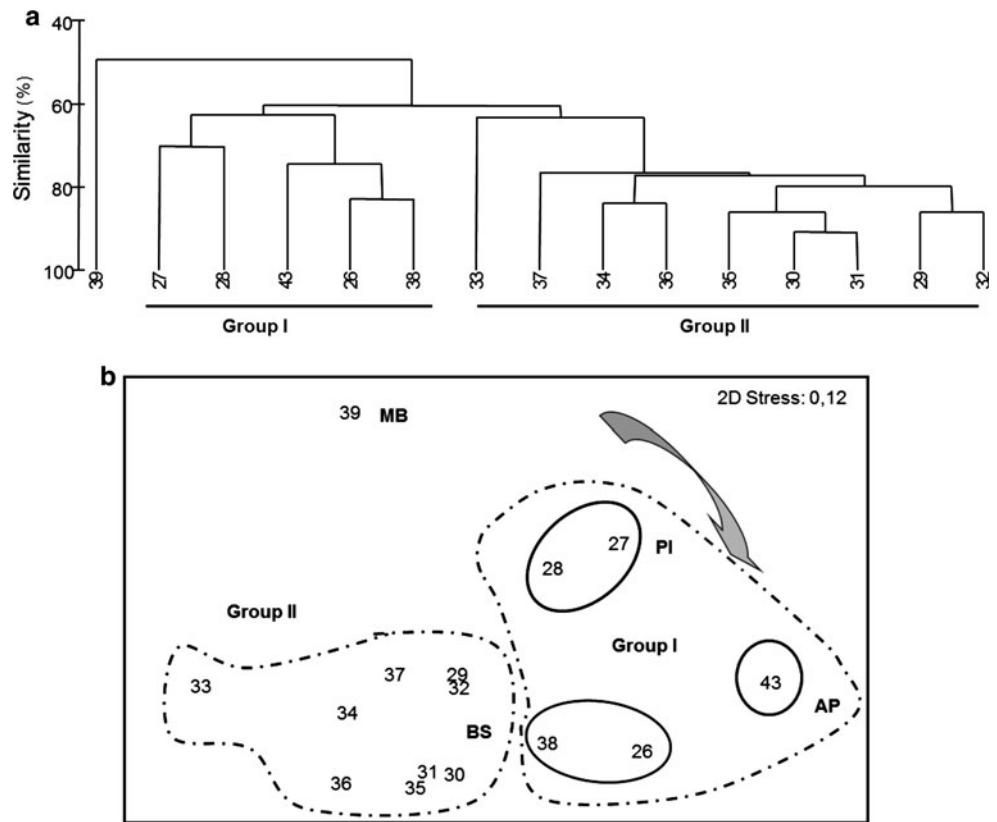 a
40
60
80
100
Similarity (%)
39 27 28 43 26 38 33 37 34 36 35 30 31 29 32
Group I Group II
b
2D Stress: 0,12
39 MB
27 PI
28
Group II
Group I
33 37 29
32
43
34
AP
BS
38 26
31 30
36 35